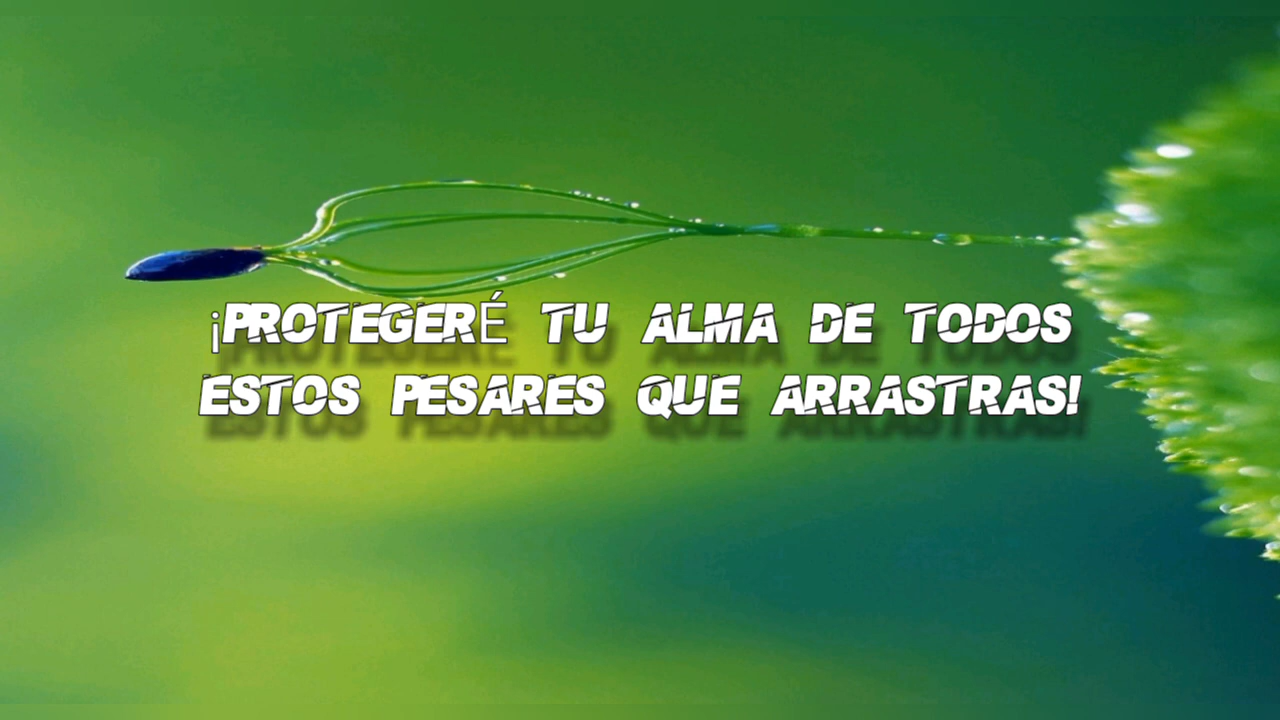 ¡PROTEGERÉ TU ALMA DE TODOS
ESTOS PESARES QUE ARRASTRAS!